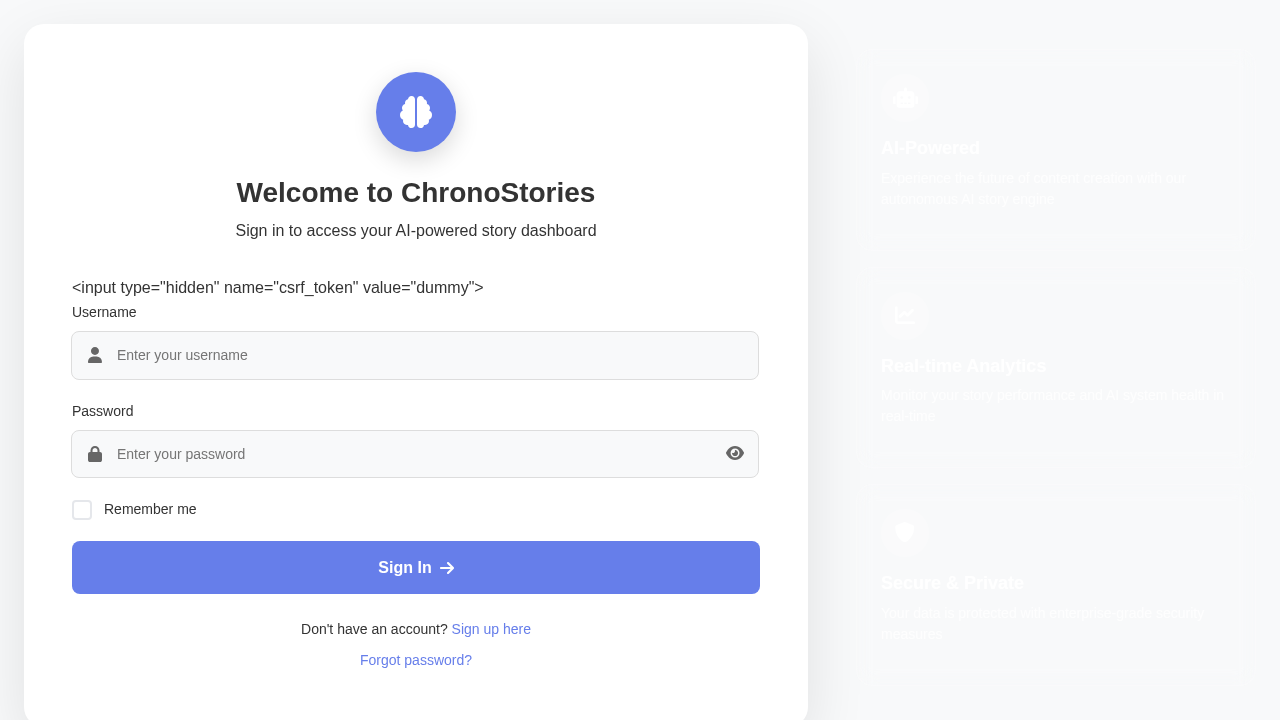 Welcome to ChronoStories
Sign in to access your AI-powered story dashboard
<input type="hidden" name="csrf_token" value="dummy">
Username
Enter your username
Password
Enter your password
Remember me
Sign In
Don't have an account? Sign up here
Forgot password?
AI-Powered
Experience the future of content creation with our
autonomous AI story engine.
Real-time Analytics
Monitor your story performance and AI system health in
real-time.
Secure & Private
Your data is protected with enterprise-grade security
measures.